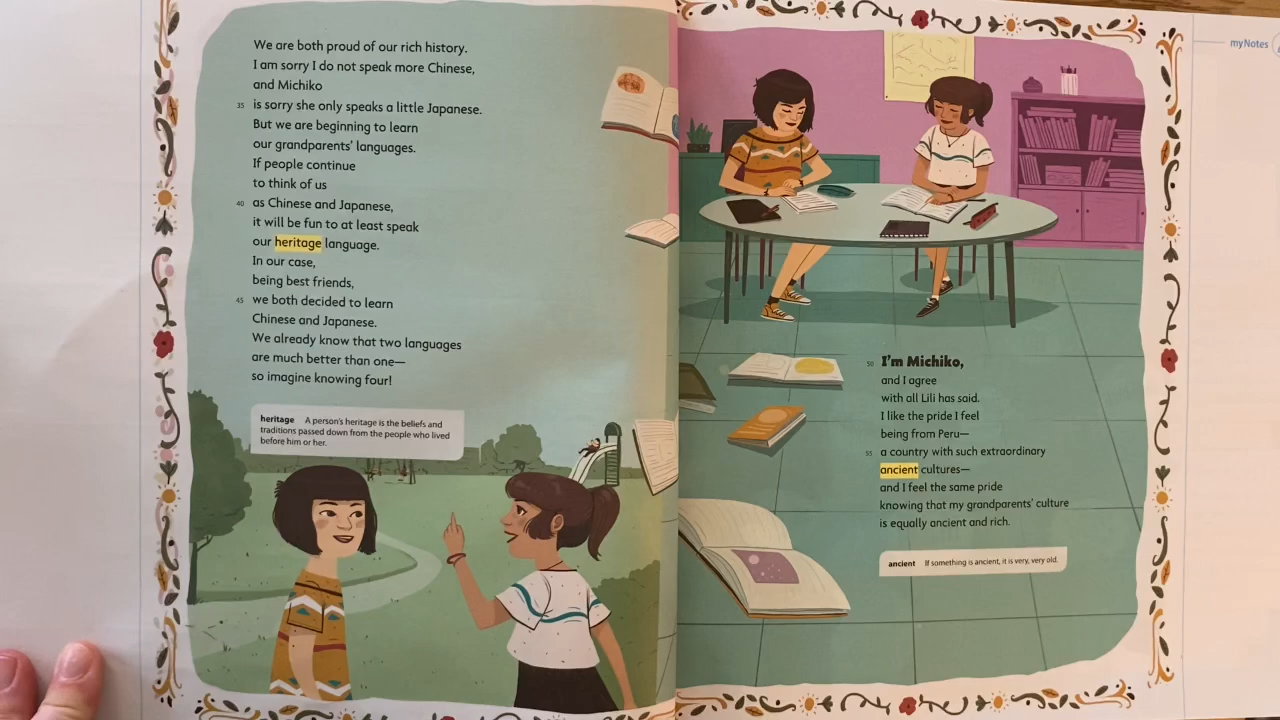 We are both proud of our rich history.
I am sorry I do not speak more Chinese,
and Michiko
35 is sorry she only speaks a little Japanese.
But we are beginning to learn
our grandparents' languages.
If people continue
to think of us
40 as Chinese and Japanese,
it will be fun to at least speak
our heritage language.
In our case,
being best friends,
45 we both decided to learn
Chinese and Japanese.
We already know that two languages
are much better than one—
so imagine knowing four!
heritage A person's heritage is the beliefs and
traditions passed down from the people who lived
before him or her.
myNotes
50 I'm Michiko,
and I agree
with all Lili has said.
I like the pride I feel
being from Peru—
55 a country with such extraordinary
ancient cultures—
and I feel the same pride
knowing that my grandparents' culture
is equally ancient and rich.
ancient If something is ancient, it is very, very old.